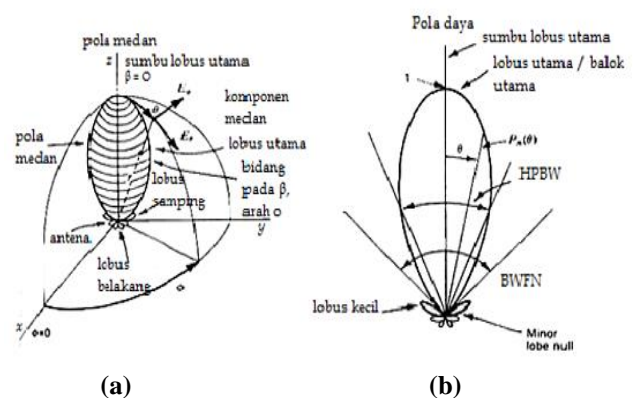 pola medan
z
sumbu lobus utama
β = 0
θ
komponen
medan
pola
medan
lobus utama
bidang
pada β,
arah 0
lobus
samping
antena.
y
lobus
belakang
x
(a)
Pola daya
sumbu lobus utama
lobus utama / balok
utama
1
θ
Pn(θ)
HPBW
BWFN
lobus kecil
Minor
lobe null
(b)